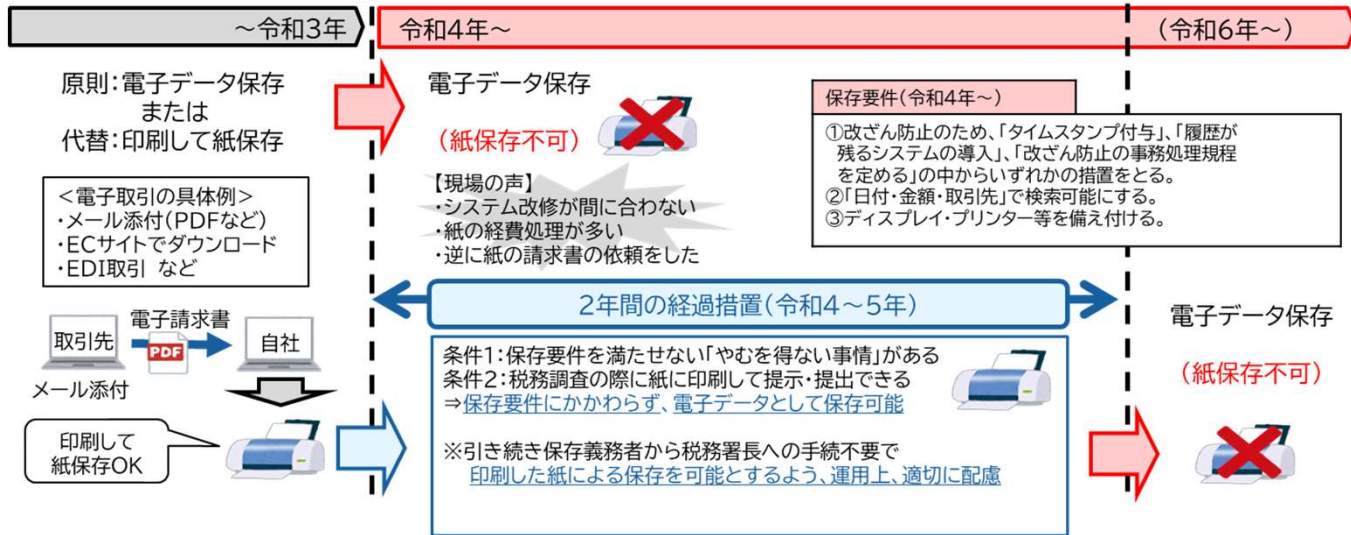 ～令和3年
令和4年～
(令和6年～)
原則：電子データ保存
または
代替：印刷して紙保存
＜電子取引の具体例＞
・メール添付(PDFなど)
・ECサイトでダウンロード
・EDI取引 など
取引先
電子請求書
PDF
自社
メール添付
印刷して
紙保存OK
電子データ保存
(紙保存不可)
【現場の声】
・システム改修が間に合わない
・紙の経費処理が多い
・逆に紙の請求書の依頼をした
保存要件(令和4年～)
①改ざん防止のため、「タイムスタンプ付与」、「履歴が
残るシステムの導入」、「改ざん防止の事務処理規程
を定める」の中からいずれかの措置をとる。
②「日付・金額・取引先」で検索可能にする。
③ディスプレイ・プリンター等を備え付ける。
2年間の経過措置(令和4～5年)
条件1：保存要件を満たせない「やむを得ない事情」がある
条件2：税務調査の際に紙に印刷して提示・提出できる
⇒保存要件にかかわらず、電子データとして保存可能
※引き続き保存義務者から税務署長への手続不要で
印刷した紙による保存を可能とするよう、運用上、適切に配慮
電子データ保存
(紙保存不可)